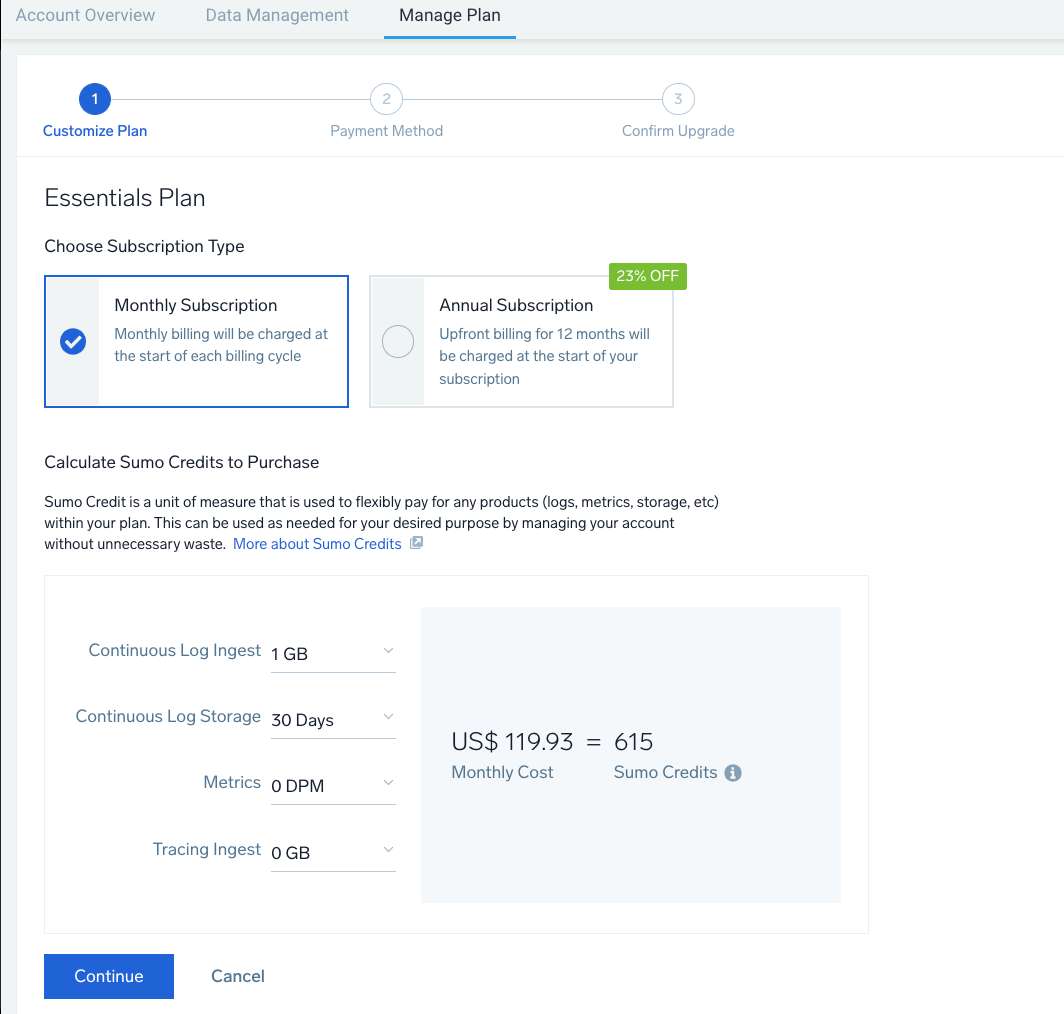 Account Overview
Data Management
Manage Plan
1
2
3
Customize Plan
Payment Method
Confirm Upgrade
Essentials Plan
Choose Subscription Type
Monthly Subscription
Monthly billing will be charged at
the start of each billing cycle
23% OFF
Annual Subscription
Upfront billing for 12 months will
be charged at the start of your
subscription
Calculate Sumo Credits to Purchase
Sumo Credit is a unit of measure that is used to flexibly pay for any products (logs, metrics, storage, etc)
within your plan. This can be used as needed for your desired purpose by managing your account
without unnecessary waste. More about Sumo Credits
Continuous Log Ingest 1 GB
Continuous Log Storage 30 Days
Metrics 0 DPM
Tracing Ingest 0 GB
US$ 119.93 = 615
Monthly Cost Sumo Credits
Continue
Cancel